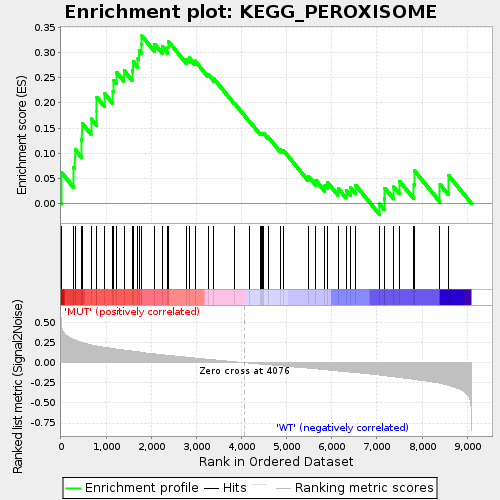 Enrichment plot: KEGG_PEROXISOME
Enrichment score (ES)
0.35
0.30
0.25
0.20
0.15
0.10
0.05
0.00
'MUT' (positively correlated)
Ranked list metric (Signal2Noise)
0.50
0.25
0.00
-0.25
-0.50
-0.75
Zero cross at 4076
'WT' (negatively correlated)
0 1,000 2,000 3,000 4,000 5,000 6,000 7,000 8,000 9,000
Rank in Ordered Dataset
Enrichment profile Hits Ranking metric scores